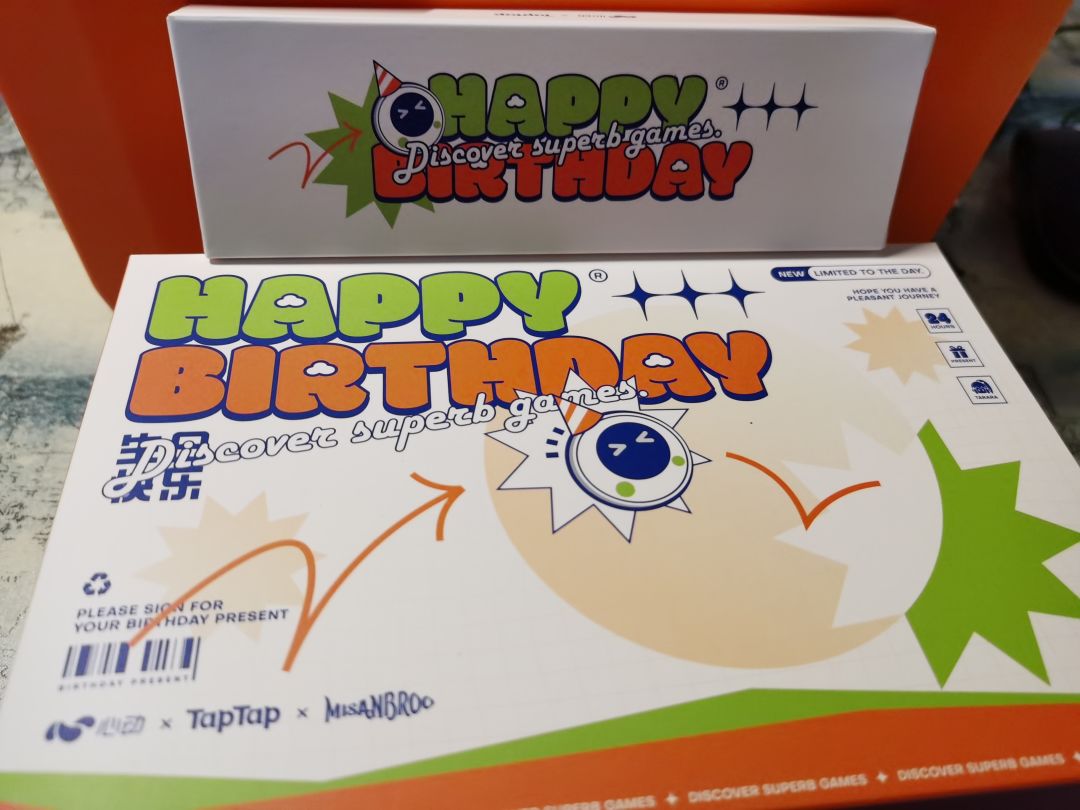 HAPPY ®
Discover superb games.
BIRTHDAY
HAPPY ®
BIRTHDAY
Discover superb games.
快乐
NEW LIMITED TO THE DAY.
HOPE YOU HAVE A
PLEASANT JOURNEY
24
HOURS
PRESENT
TARARA
PLEASE SIGN FOR
YOUR BIRTHDAY PRESENT
BIRTHDAY PRESENT
心动 × TapTap × MISANBROO
DISCOVER SUPERB GAMES
DISCOVER SUPERB GAMES
SUPERB GAMES